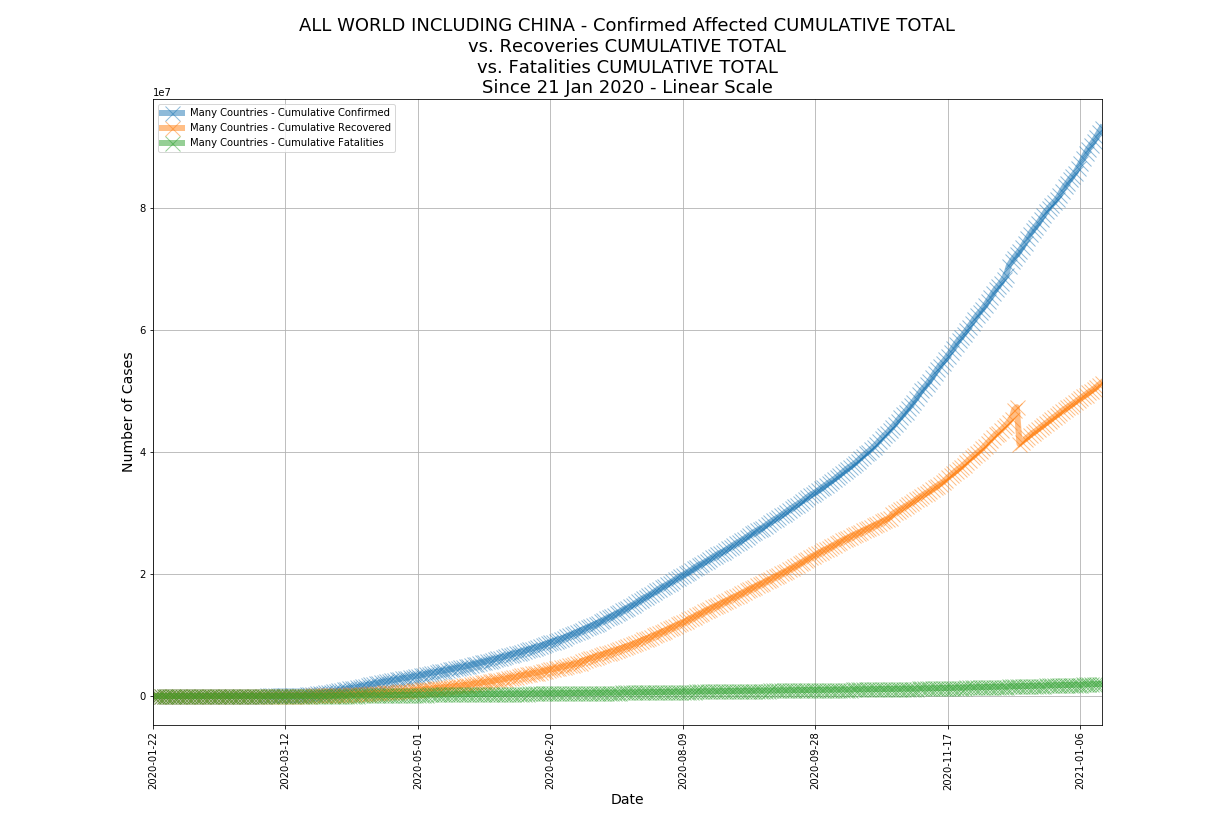 ALL WORLD INCLUDING CHINA - Confirmed Affected CUMULATIVE TOTAL
vs. Recoveries CUMULATIVE TOTAL
vs. Fatalities CUMULATIVE TOTAL
Since 21 Jan 2020 - Linear Scale
1e7
Many Countries - Cumulative Confirmed
Many Countries - Cumulative Recovered
Many Countries - Cumulative Fatalities
8
6
4
2
0
Number of Cases
2020-01-22
2020-03-12
2020-05-01
2020-06-20
2020-08-09
2020-09-28
2020-11-17
2021-01-06
Date